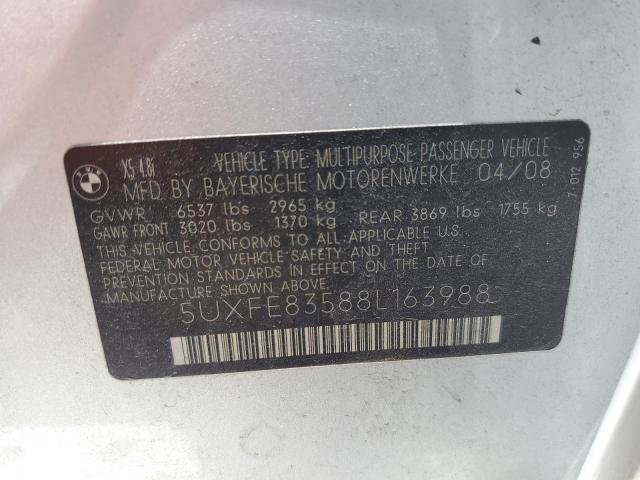 BMW
X5 4.8i VEHICLE TYPE: MULTIPURPOSE PASSENGER VEHICLE
MFD BY BAYERISCHE MOTORENWERKE 04/08
GVWR 6537 lbs 2965 kg
GAWR FRONT 3020 lbs 1370 kg REAR 3869 lbs 1755 kg
THIS VEHICLE CONFORMS TO ALL APPLICABLE U.S.
FEDERAL MOTOR VEHICLE SAFETY AND THEFT
PREVENTION STANDARDS IN EFFECT ON THE DATE OF
MANUFACTURE SHOWN ABOVE.
5UXFE83588L163988
7 012 956